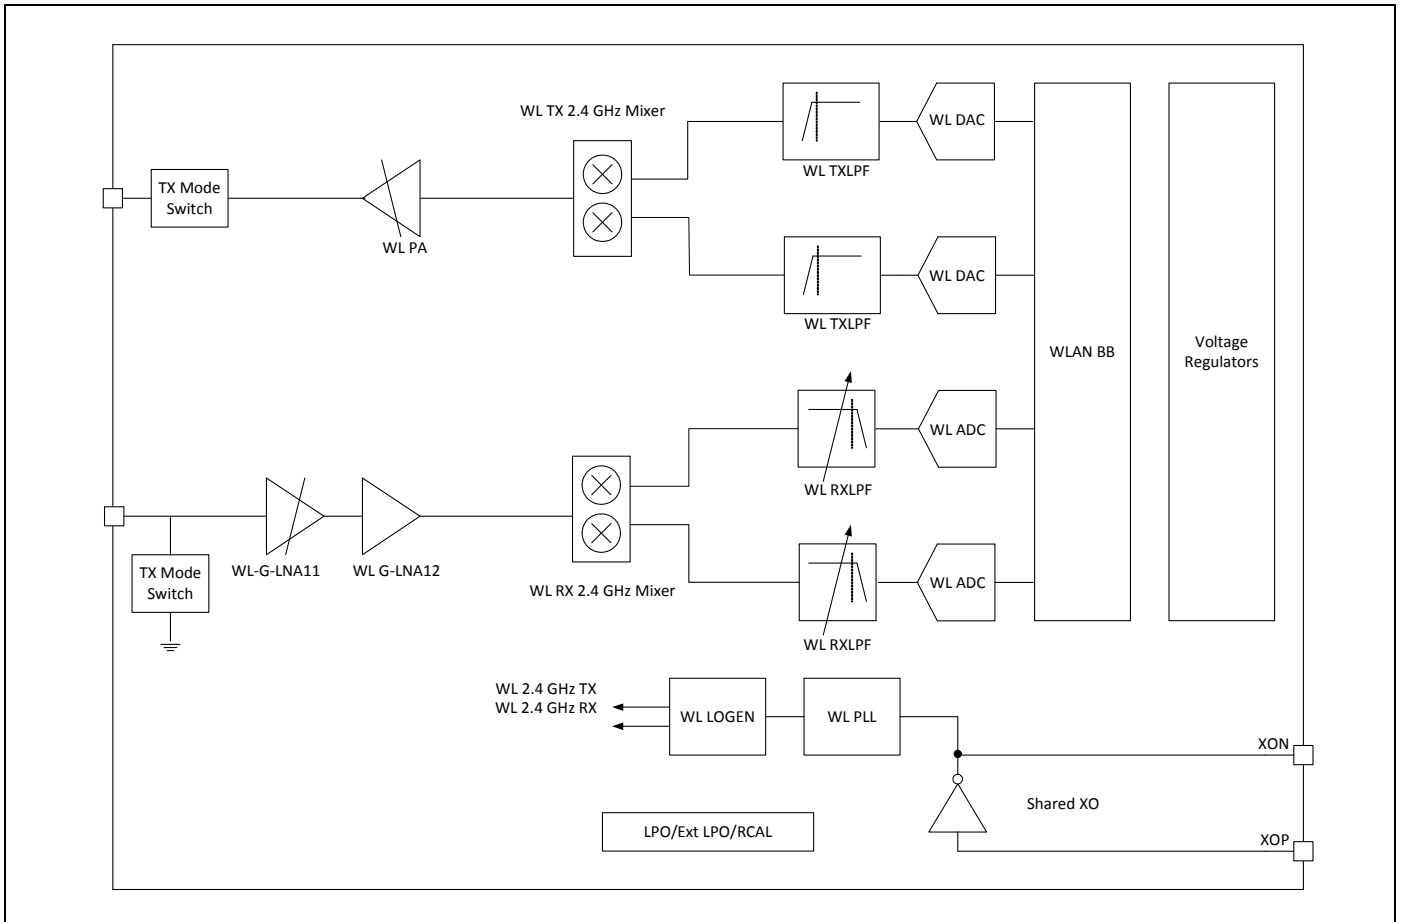 WL TX 2.4 GHz Mixer
WL DAC
WL TXLPF
TX Mode
Switch
WL PA
WL DAC
WL TXLPF
WLAN BB
Voltage
Regulators
WL ADC
WL RXLPF
TX Mode
Switch
WL-G-LNA11
WL G-LNA12
WL RX 2.4 GHz Mixer
WL ADC
WL RXLPF
WL 2.4 GHz TX
WL 2.4 GHz RX
WL LOGEN
WL PLL
XON
Shared XO
LPO/Ext LPO/RCAL
XOP